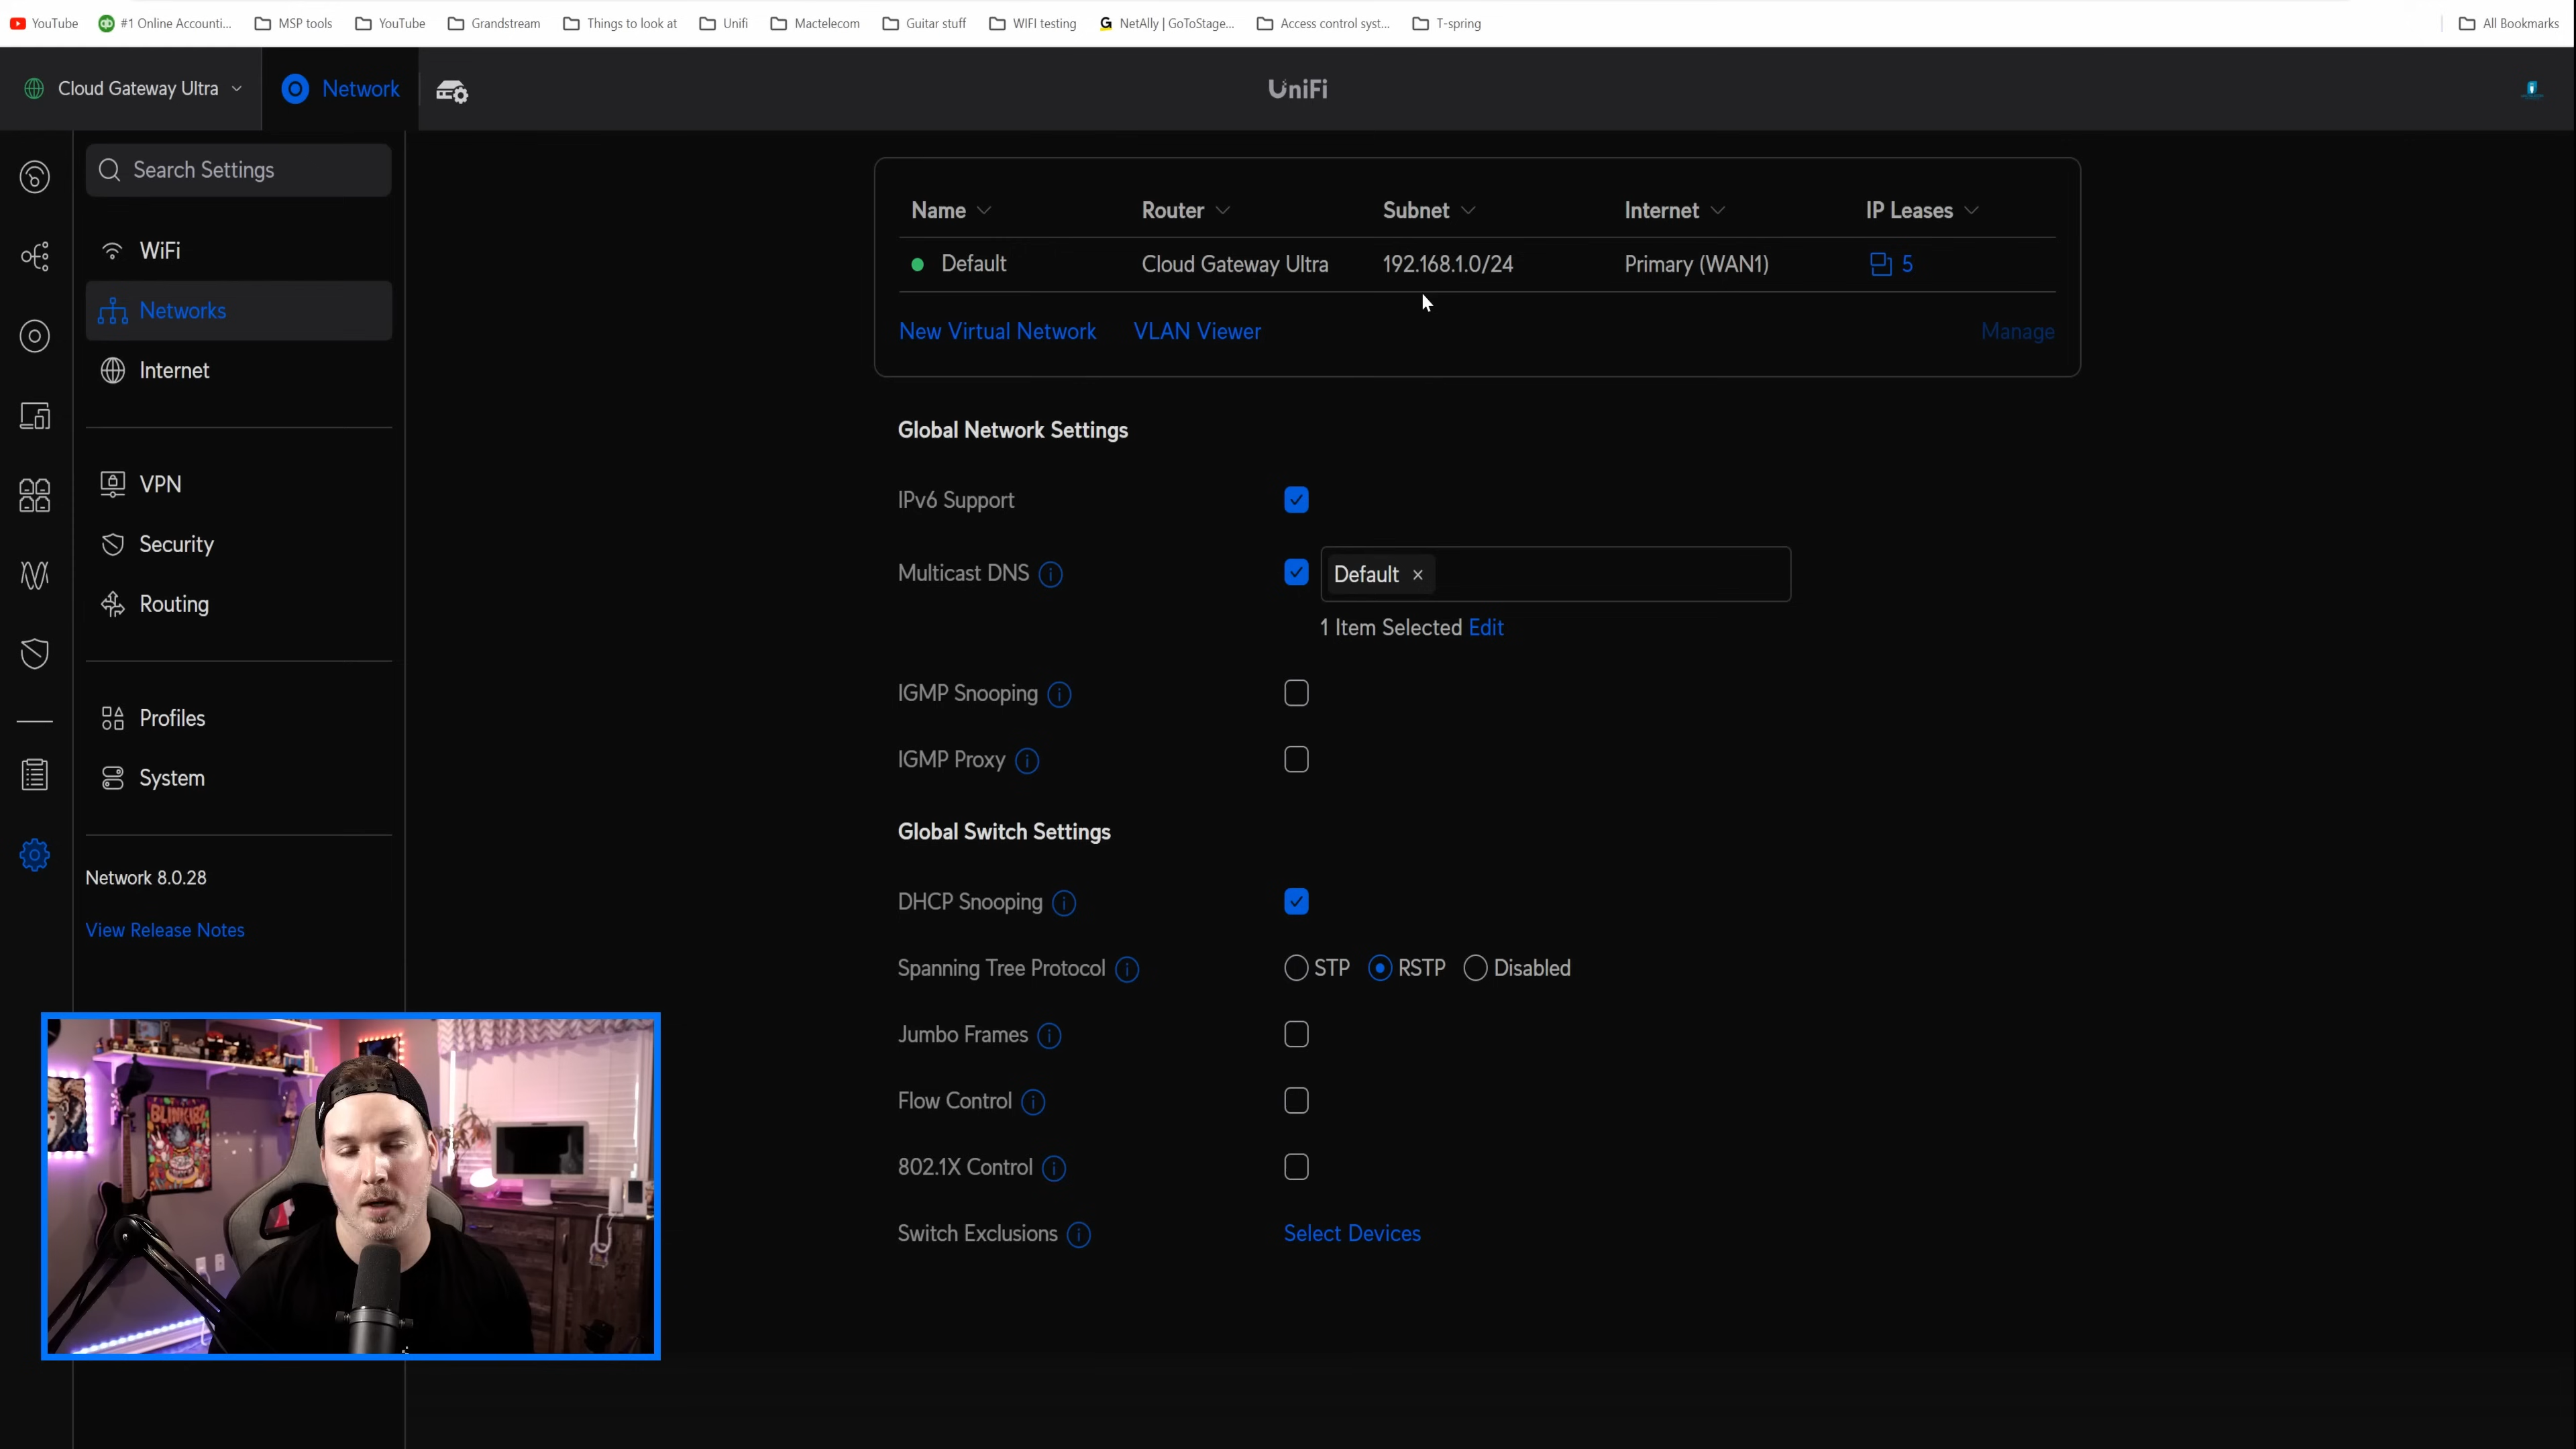 YouTube #1 Online Accounti... MSP tools YouTube Grandstream Things to look at Unifi Mactelecom Guitar stuff WIFI testing NetAlly | GoToStage... Access control syst... T-spring All Bookmarks
Cloud Gateway Ultra Network UniFi
Search Settings
WiFi
Networks
Internet
VPN
Security
Routing
Profiles
System
Network 8.0.28
View Release Notes
Name Router Subnet Internet IP Leases
Default Cloud Gateway Ultra 192.168.1.0/24 Primary (WAN1) 5
New Virtual Network VLAN Viewer Manage
Global Network Settings
IPv6 Support
Multicast DNS Default
1 Item Selected Edit
IGMP Snooping
IGMP Proxy
Global Switch Settings
DHCP Snooping
Spanning Tree Protocol STP RSTP Disabled
Jumbo Frames
Flow Control
802.1X Control
Switch Exclusions Select Devices
BLINK182